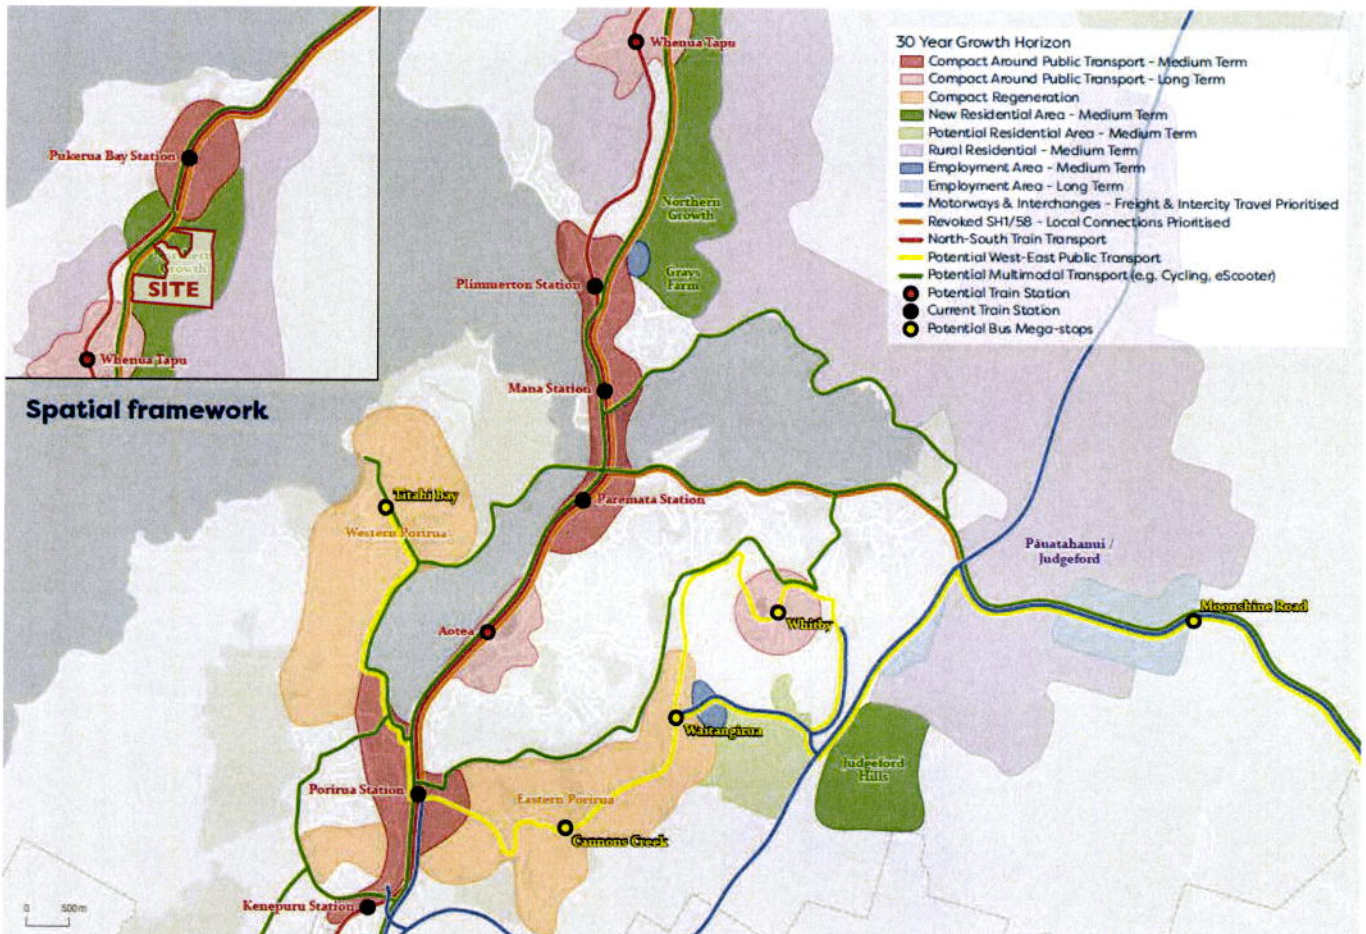 Whenua Tapu
Pukerua Bay Station
Northern
Growth
SITE
Whenua Tapu
Spatial framework
30 Year Growth Horizon
Compact Around Public Transport - Medium Term
Compact Around Public Transport - Long Term
Compact Regeneration
New Residential Area - Medium Term
Potential Residential Area - Medium Term
Rural Residential - Medium Term
Employment Area - Medium Term
Employment Area - Long Term
Motorways & Interchanges - Freight & Intercity Travel Prioritised
Revoked SH1/58 - Local Connections Prioritised
North-South Train Transport
Potential West-East Public Transport
Potential Multimodal Transport (e.g. Cycling, eScooter)
Potential Train Station
Current Train Station
Potential Bus Mega-stops
Northern
Growth
Grays
Farm
Plimmerton Station
Mana Station
Titahi Bay
Paremata Station
Western Porirua
Pāuatahanui /
Judgeford
Moonshine Road
Whitby
Aotea
Waitangirua
Judgeford
Hills
Porirua Station
Eastern Porirua
Cannons Creek
Kenepuru Station
0 500m